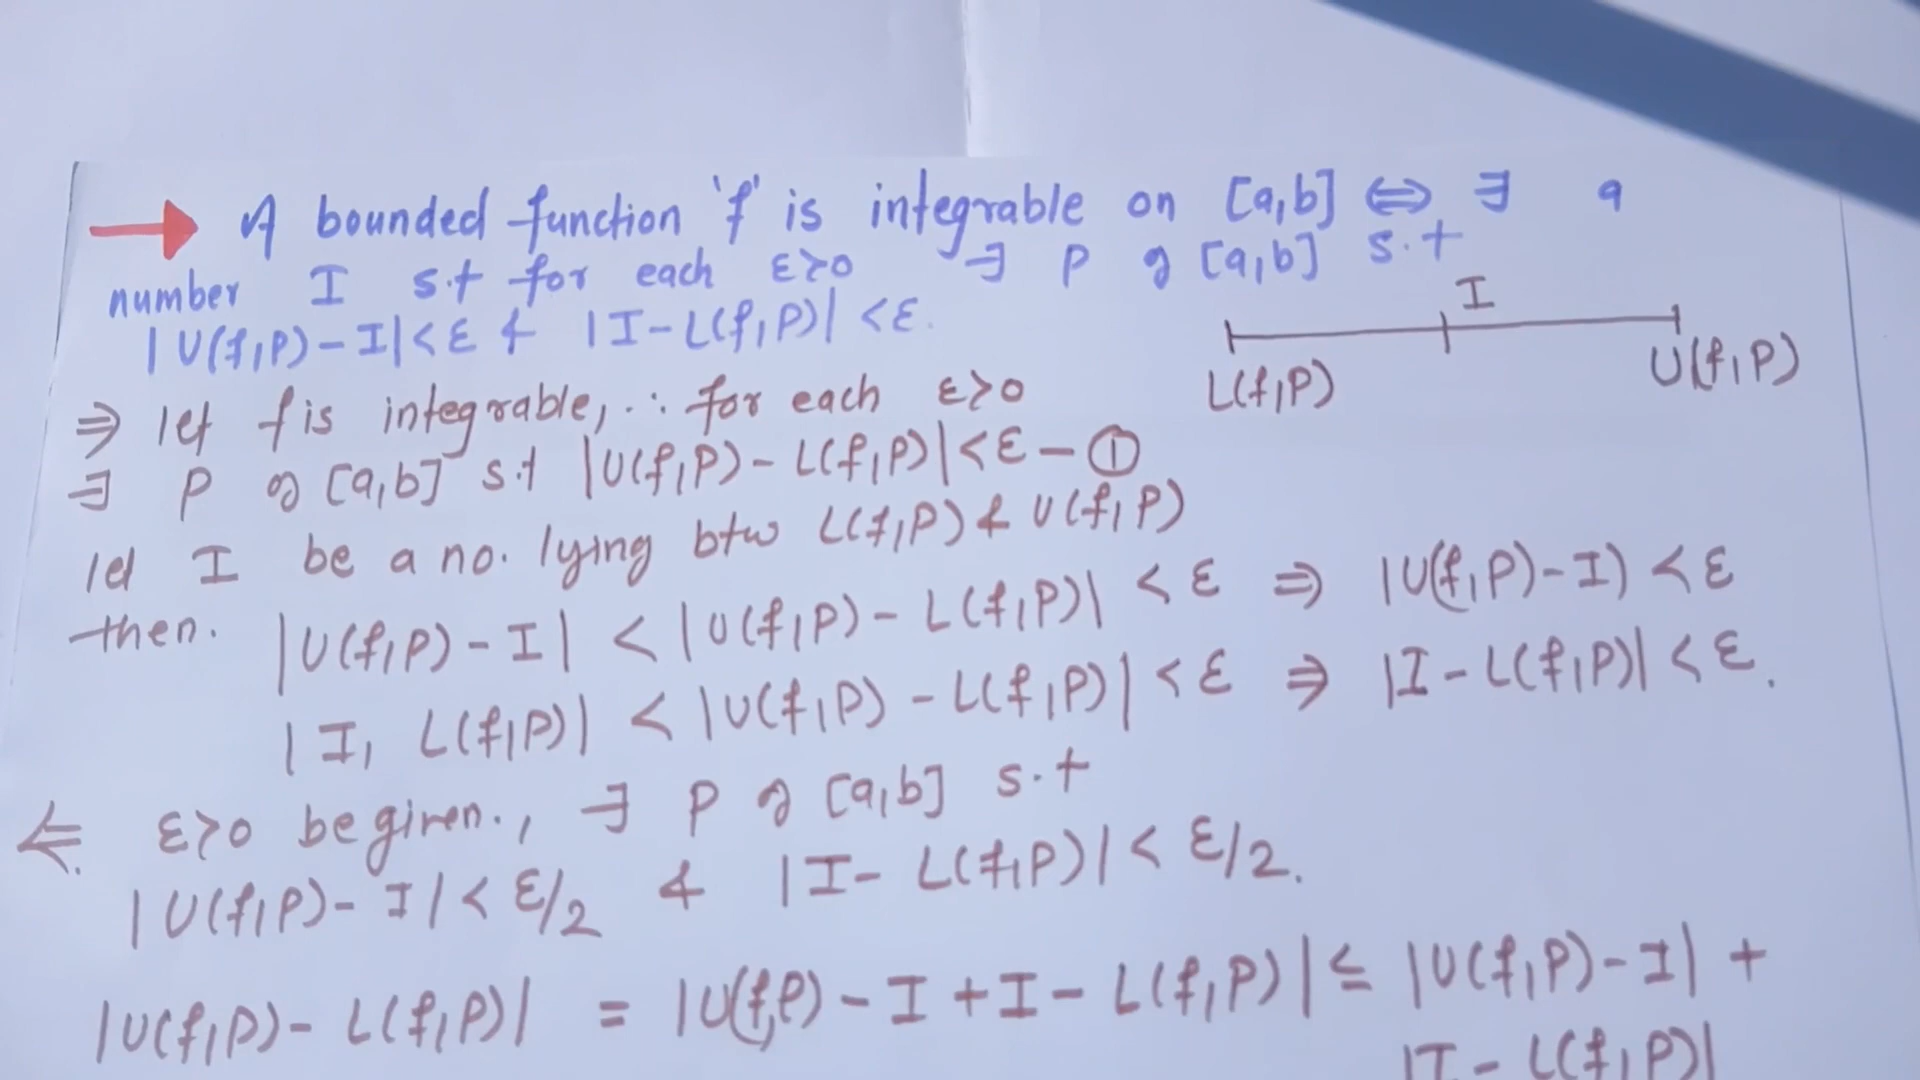 A bounded function 'f' is integrable on [a,b] ⇔ ∃ a
number I s.t for each ε>0 ∃ P of [a,b] s.t
|U(f,P)-I|<ε & |I-L(f,P)|<ε.
I
L(f,P) U(f,P)
⇒ let f is integrable, ∴ for each ε>0
∃ P of [a,b] s.t |U(f,P)- L(f,P)|<ε - ①
let I be a no. lying btw L(f,P) & U(f,P)
then. |U(f,P)-I| < |U(f,P)- L(f,P)| < ε ⇒ |U(f,P)-I) < ε
|I, L(f,P)| < |U(f,P) - L(f,P)| < ε ⇒ |I-L(f,P)| < ε.
⇐. ε>0 be given., ∃ P of [a,b] s.t
|U(f,P)- I| < ε/2 & |I- L(f,P)| < ε/2.
|U(f,P)- L(f,P)| = |U(f,P) - I + I - L(f,P)| ≤ |U(f,P)-I| +
|I - L(f,P)|